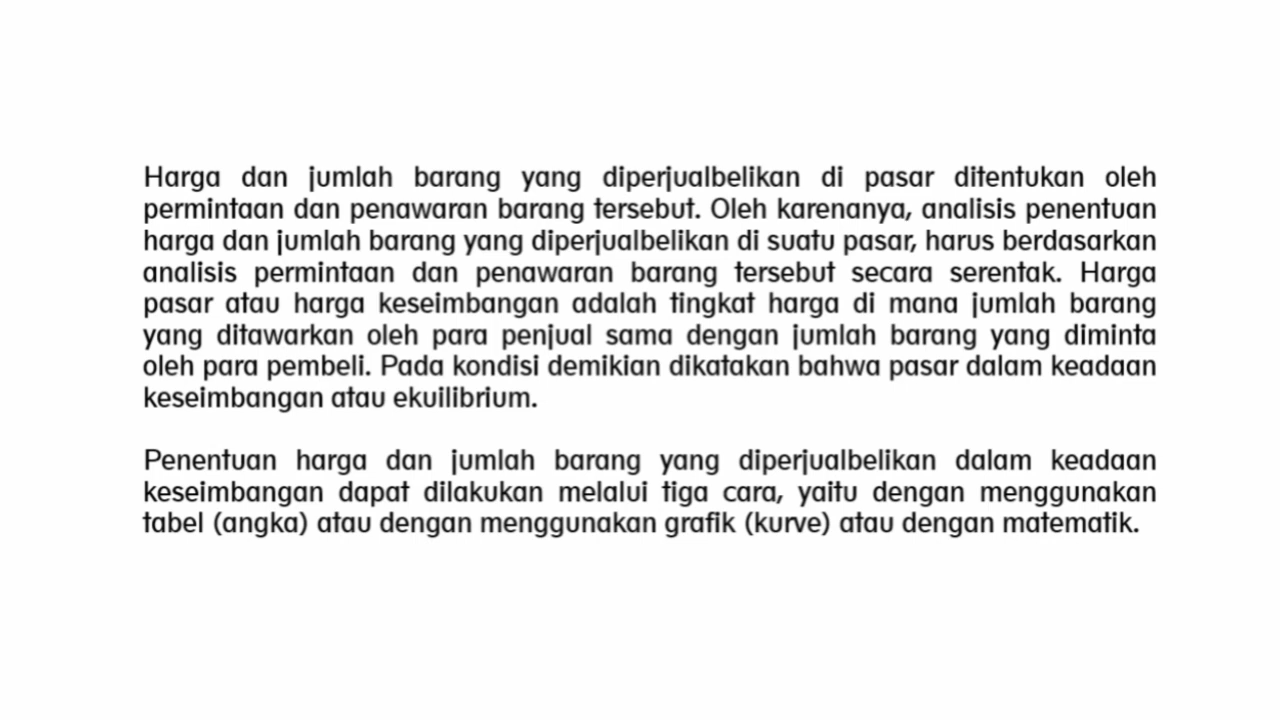 Harga dan jumlah barang yang diperjualbelikan di pasar ditentukan oleh
permintaan dan penawaran barang tersebut. Oleh karenanya, analisis penentuan
harga dan jumlah barang yang diperjualbelikan di suatu pasar, harus berdasarkan
analisis permintaan dan penawaran barang tersebut secara serentak. Harga
pasar atau harga keseimbangan adalah tingkat harga di mana jumlah barang
yang ditawarkan oleh para penjual sama dengan jumlah barang yang diminta
oleh para pembeli. Pada kondisi demikian dikatakan bahwa pasar dalam keadaan
keseimbangan atau ekuilibrium.
Penentuan harga dan jumlah barang yang diperjualbelikan dalam keadaan
keseimbangan dapat dilakukan melalui tiga cara, yaitu dengan menggunakan
tabel (angka) atau dengan menggunakan grafik (kurve) atau dengan matematik.